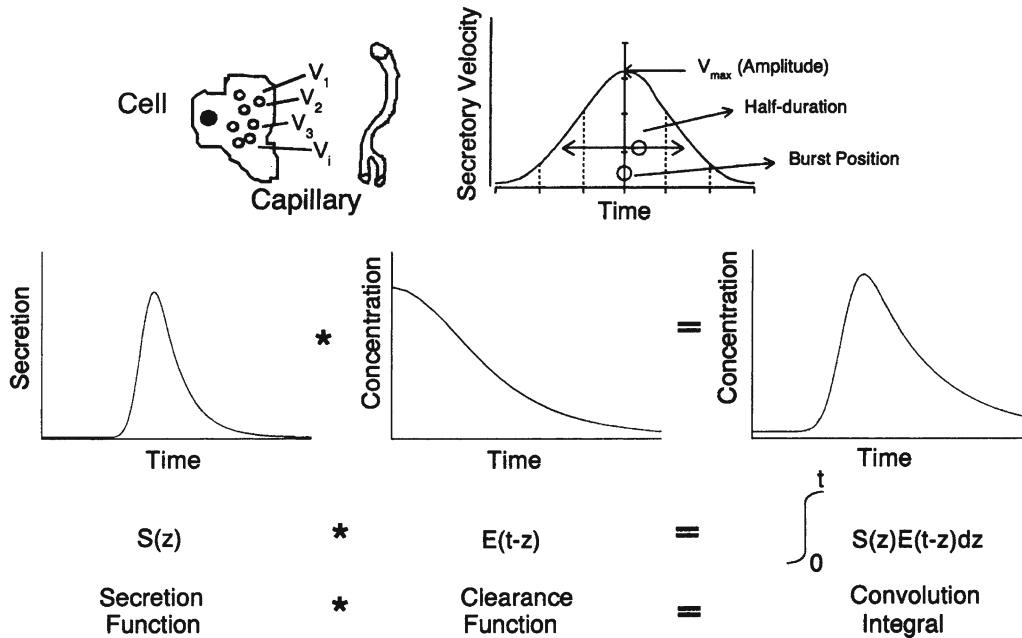 Cell
V1
V2
V3
Vi
Capillary
Secretory Velocity
Vmax (Amplitude)
Half-duration
Burst Position
Time
Secretion
Time
*
Concentration
Time
=
Concentration
Time
S(z) * E(t-z) = ∫ t 0 S(z)E(t-z)dz
Secretion * Clearance = Convolution
Function Function Integral